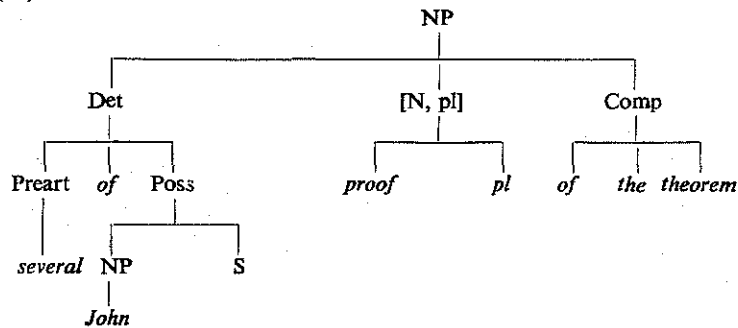 NP
Det [N, pl] Comp
Preart of Poss proof pl of the theorem
several NP S
John